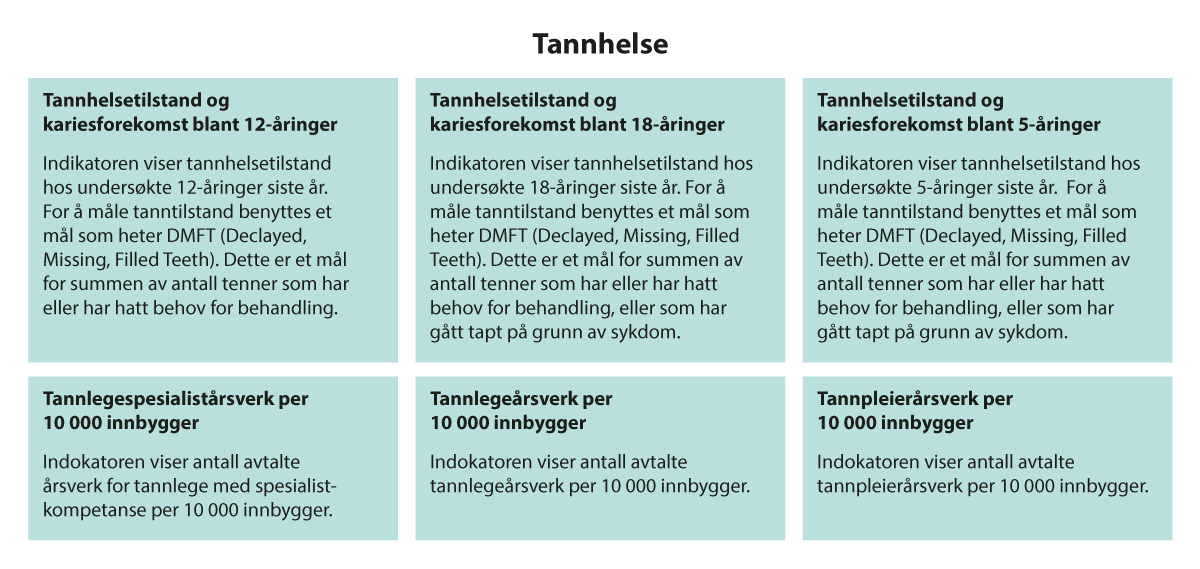 Tannhelse
Tannhelsetilstand og
kariesforekomst blant 12-åringer
Indikatoren viser tannhelsetilstand
hos undersøkte 12-åringer siste år.
For å måle tanntilstand benyttes et
mål som heter DMFT (Declayed,
Missing, Filled Teeth). Dette er et mål
for summen av antall tenner som har
eller har hatt behov for behandling.
Tannhelsetilstand og
kariesforekomst blant 18-åringer
Indikatoren viser tannhelsetilstand hos
undersøkte 18-åringer siste år. For å
måle tanntilstand benyttes et mål som
heter DMFT (Declayed, Missing, Filled
Teeth). Dette er et mål for summen av
antall tenner som har eller har hatt
behov for behandling, eller som har
gått tapt på grunn av sykdom.
Tannhelsetilstand og
kariesforekomst blant 5-åringer
Indikatoren viser tannhelsetilstand hos
undersøkte 5-åringer siste år.  For å
måle tanntilstand benyttes et mål som
heter DMFT (Declayed, Missing, Filled
Teeth). Dette er et mål for summen av
antall tenner som har eller har hatt
behov for behandling, eller som har
gått tapt på grunn av sykdom.
Tannlegespesialistårsverk per
10 000 innbygger
Indokatoren viser antall avtalte
årsverk for tannlege med spesialist-
kompetanse per 10 000 innbygger.
Tannlegeårsverk per
10 000 innbygger
Indokatoren viser antall avtalte
tannlegeårsverk per 10 000 innbygger.
Tannpleierårsverk per
10 000 innbygger
Indokatoren viser antall avtalte
tannpleierårsverk per 10 000 innbygger.